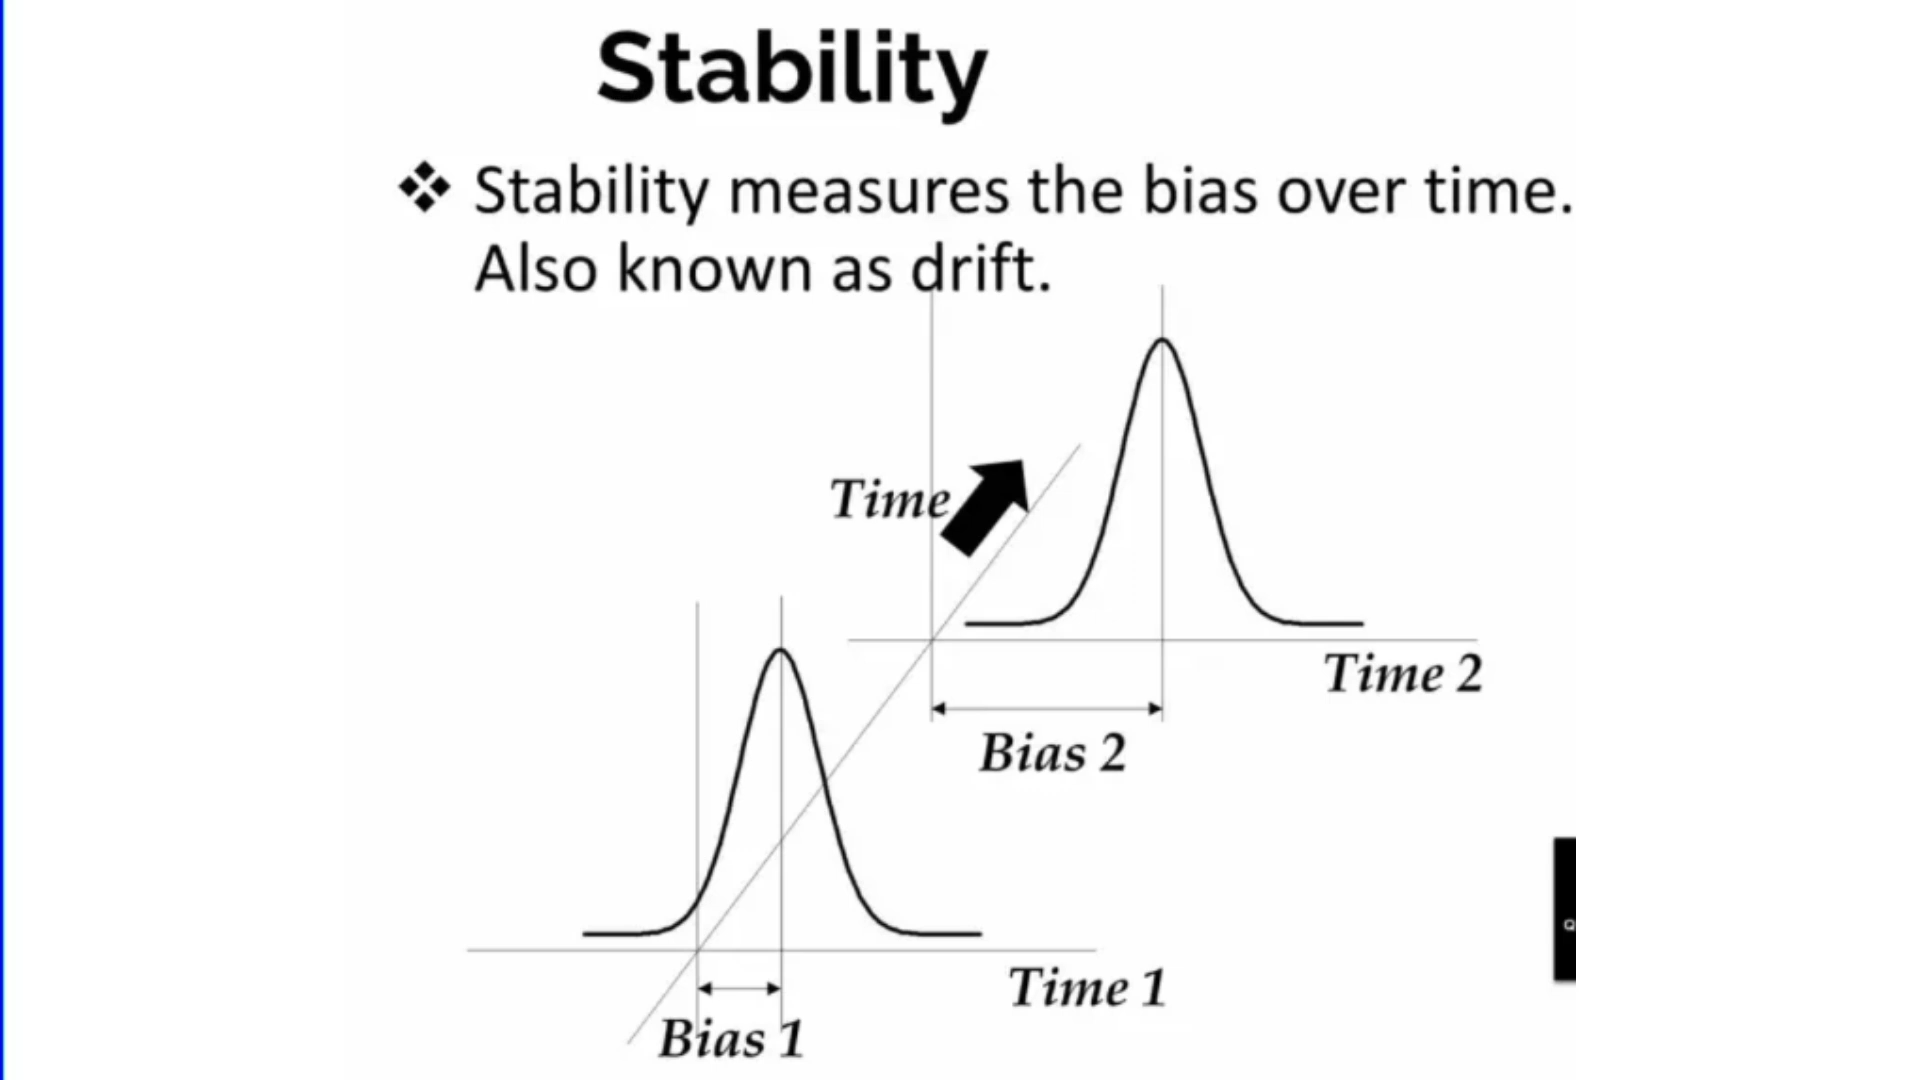 Stability
❖ Stability measures the bias over time.
Also known as drift.
Time
Time 2
Bias 2
Time 1
Bias 1